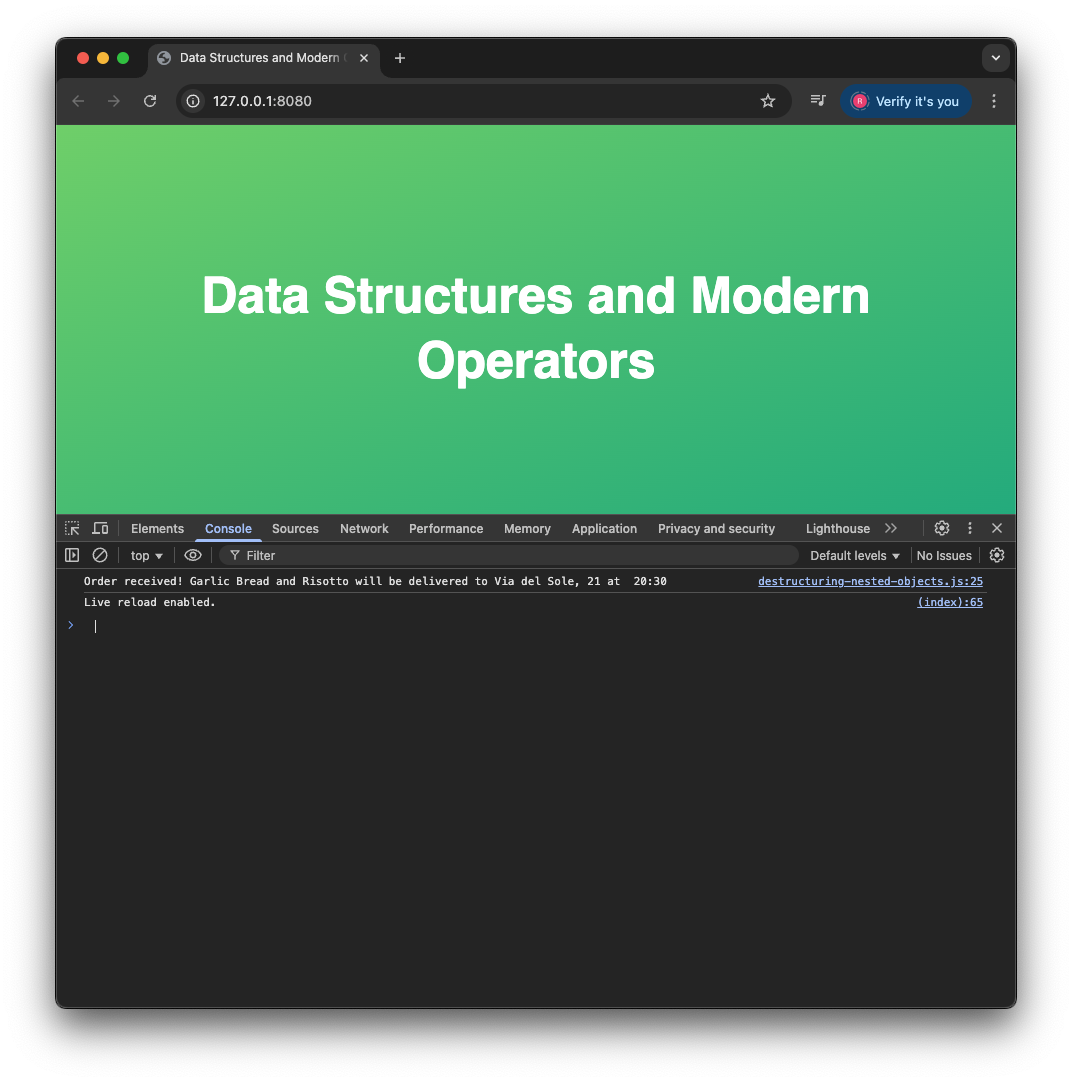 Data Structures and Modern
127.0.0.1:8080
R
Verify it's you
Data Structures and Modern
Operators
Elements Console Sources Network Performance Memory Application Privacy and security Lighthouse
top Filter Default levels No Issues
Order received! Garlic Bread and Risotto will be delivered to Via del Sole, 21 at  20:30 destructuring-nested-objects.js:25
Live reload enabled. (index):65